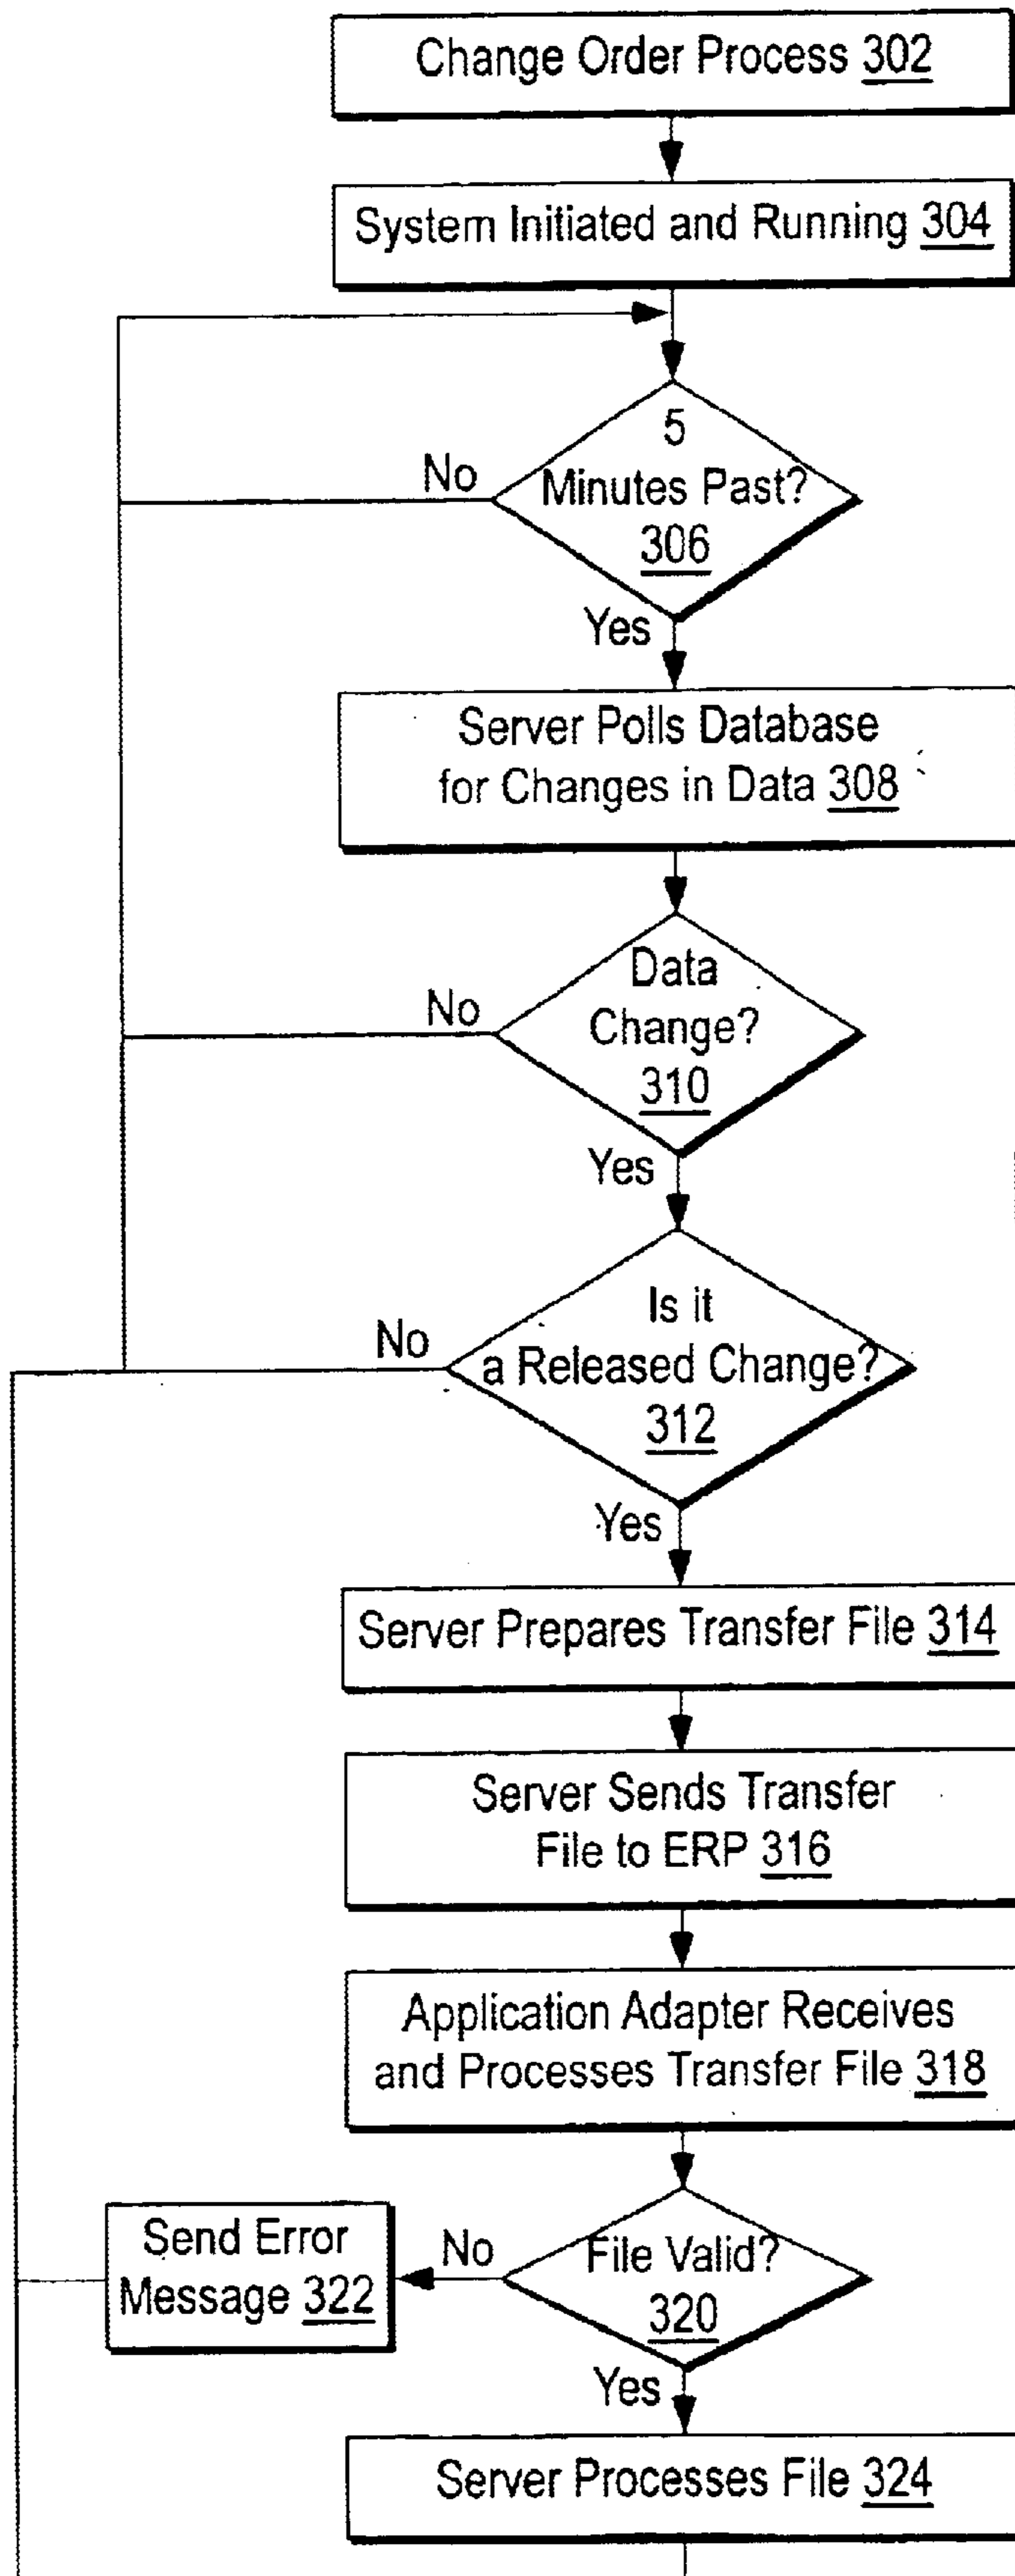 Change Order Process 302
System Initiated and Running 304
5
Minutes Past?
306
No
Yes
Server Polls Database
for Changes in Data 308
Data
Change?
310
No
Yes
Is it
a Released Change?
312
No
Yes
Server Prepares Transfer File 314
Server Sends Transfer
File to ERP 316
Application Adapter Receives
and Processes Transfer File 318
File Valid?
320
No
Send Error
Message 322
Yes
Server Processes File 324